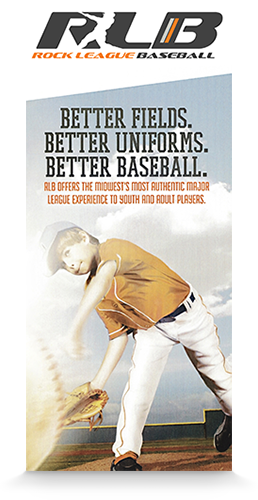 RLB
ROCK LEAGUE BASEBALL
BETTER FIELDS.
BETTER UNIFORMS.
BETTER BASEBALL.
RLB OFFERS THE MIDWEST'S MOST AUTHENTIC MAJOR
LEAGUE EXPERIENCE TO YOUTH AND ADULT PLAYERS.